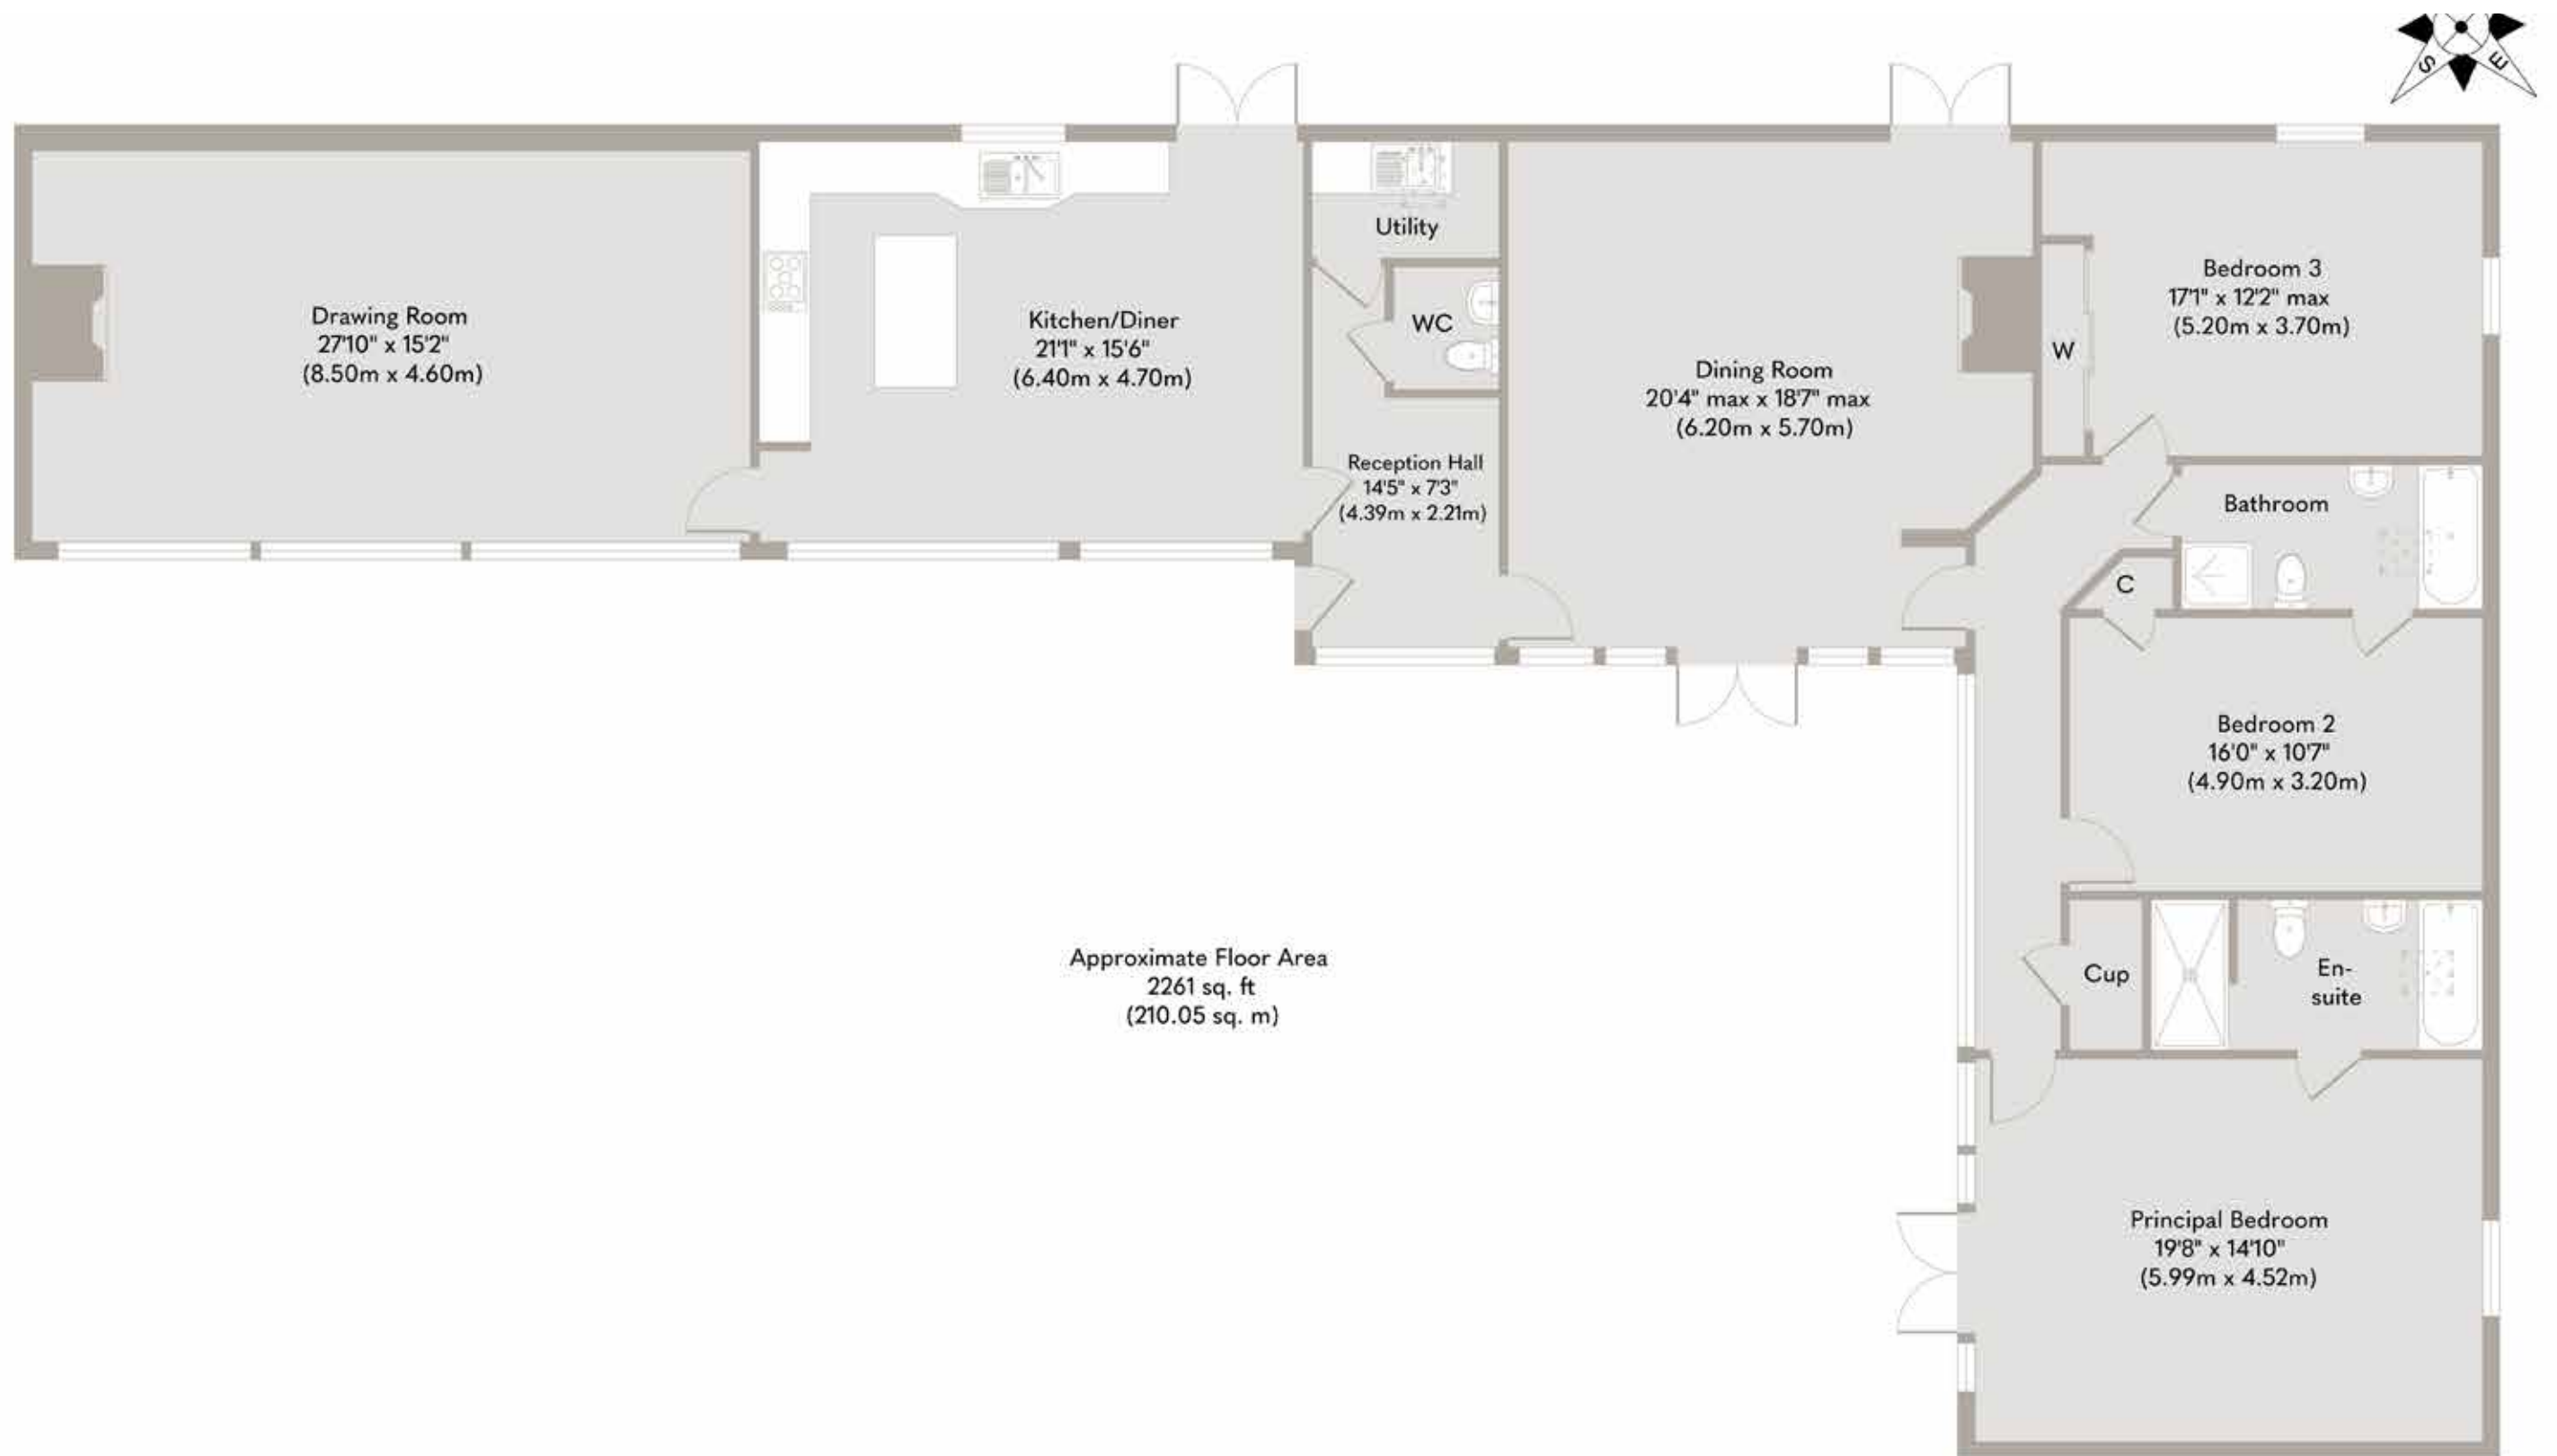 S
E
Drawing Room
27'10" x 15'2"
(8.50m x 4.60m)
Kitchen/Diner
21'1" x 15'6"
(6.40m x 4.70m)
Utility
WC
Reception Hall
14'5" x 7'3"
(4.39m x 2.21m)
Dining Room
20'4" max x 18'7" max
(6.20m x 5.70m)
W
Bedroom 3
17'1" x 12'2" max
(5.20m x 3.70m)
Bathroom
C
Bedroom 2
16'0" x 10'7"
(4.90m x 3.20m)
Cup
En-
suite
Approximate Floor Area
2261 sq. ft
(210.05 sq. m)
Principal Bedroom
19'8" x 14'10"
(5.99m x 4.52m)